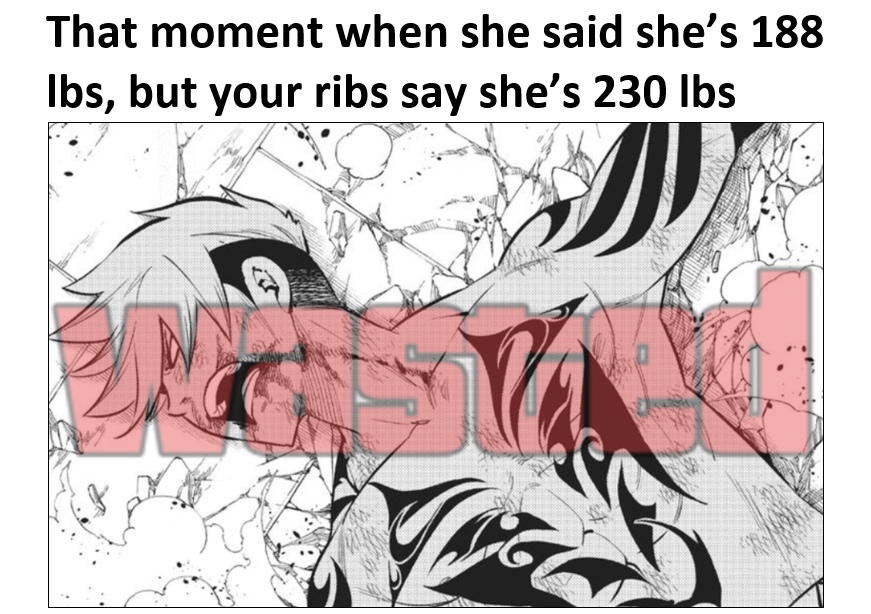 That moment when she said she’s 188
lbs, but your ribs say she’s 230 lbs
wasted